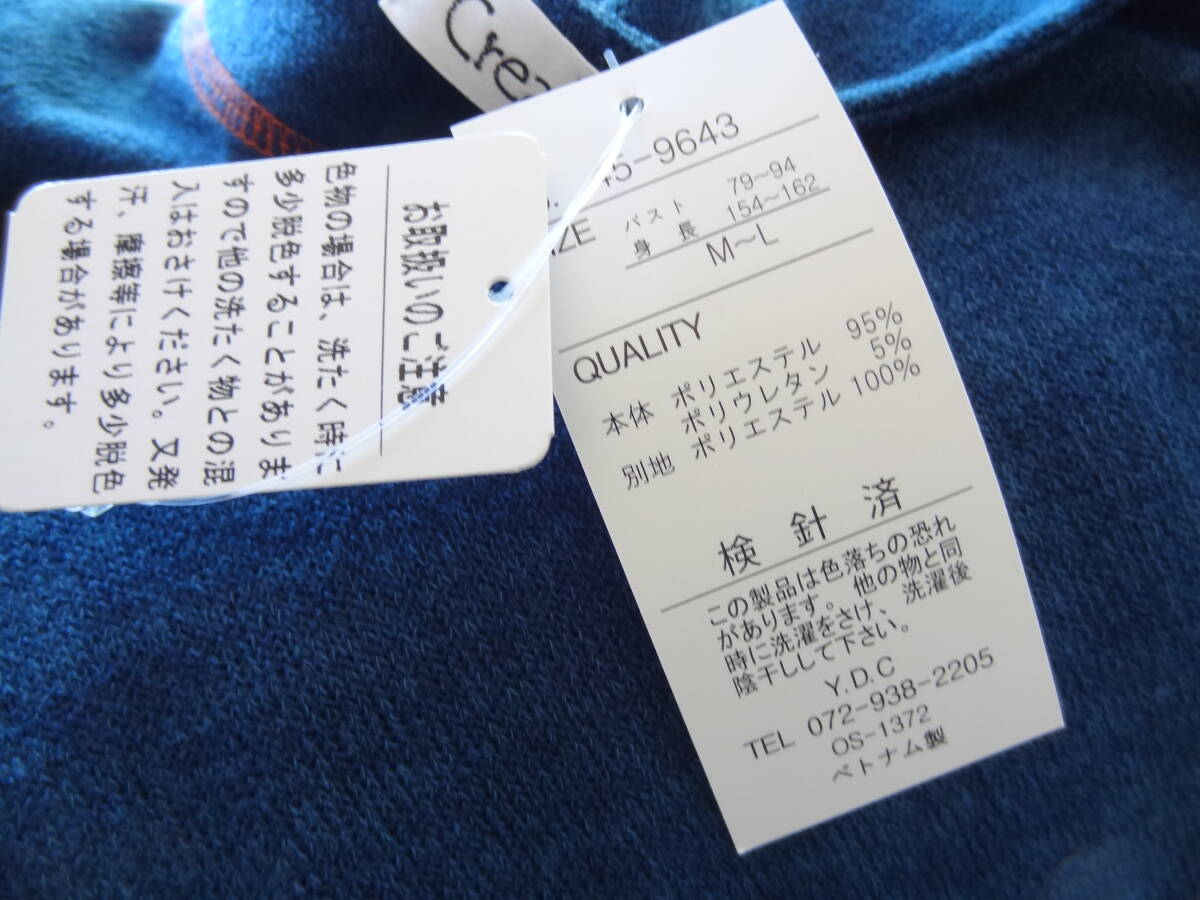 Cre
45-9643
バスト 79~94
身長 154~162
M~L
QUALITY
本体 ポリエステル 95%
ポリウレタン 5%
別地 ポリエステル 100%
検針済
この製品は色落ちの恐れ
があります。他の物と同
時に洗濯をさけ、洗濯後
陰干しして下さい。
Y.D.C
TEL 072-938-2205
OS-1372
ベトナム製
お取扱いのご注意
色物の場合は、洗たく時に
多少脱色することがありま
すので他の洗たく物との混
入はおさけください。又発
汗、摩擦等により多少脱色
する場合があります。